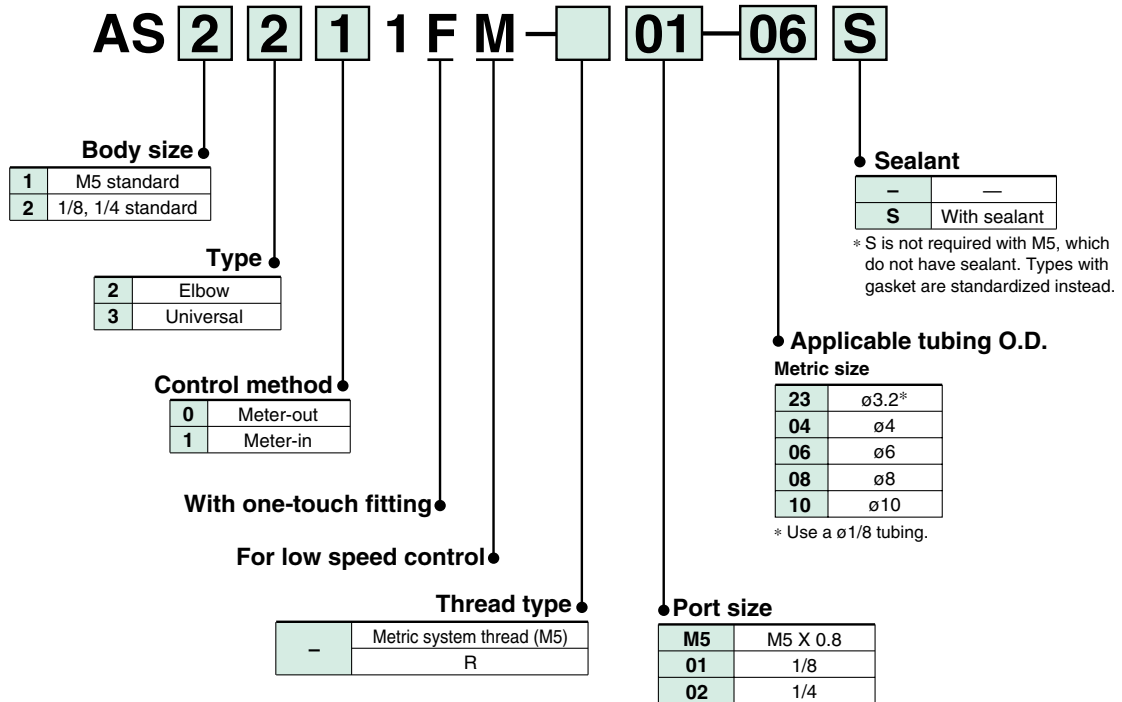 AS 2 2 1 1 F M – 01 – 06 S
Body size
1 M5 standard
2 1/8, 1/4 standard
Type
2 Elbow
3 Universal
Control method
0 Meter-out
1 Meter-in
With one-touch fitting
For low speed control
Thread type
– Metric system thread (M5)
R
Port size
M5 M5 X 0.8
01 1/8
02 1/4
Applicable tubing O.D.
Metric size
23 ø3.2*
04 ø4
06 ø6
08 ø8
10 ø10
* Use a ø1/8 tubing.
Sealant
– —
S With sealant
* S is not required with M5, which
do not have sealant. Types with
gasket are standardized instead.